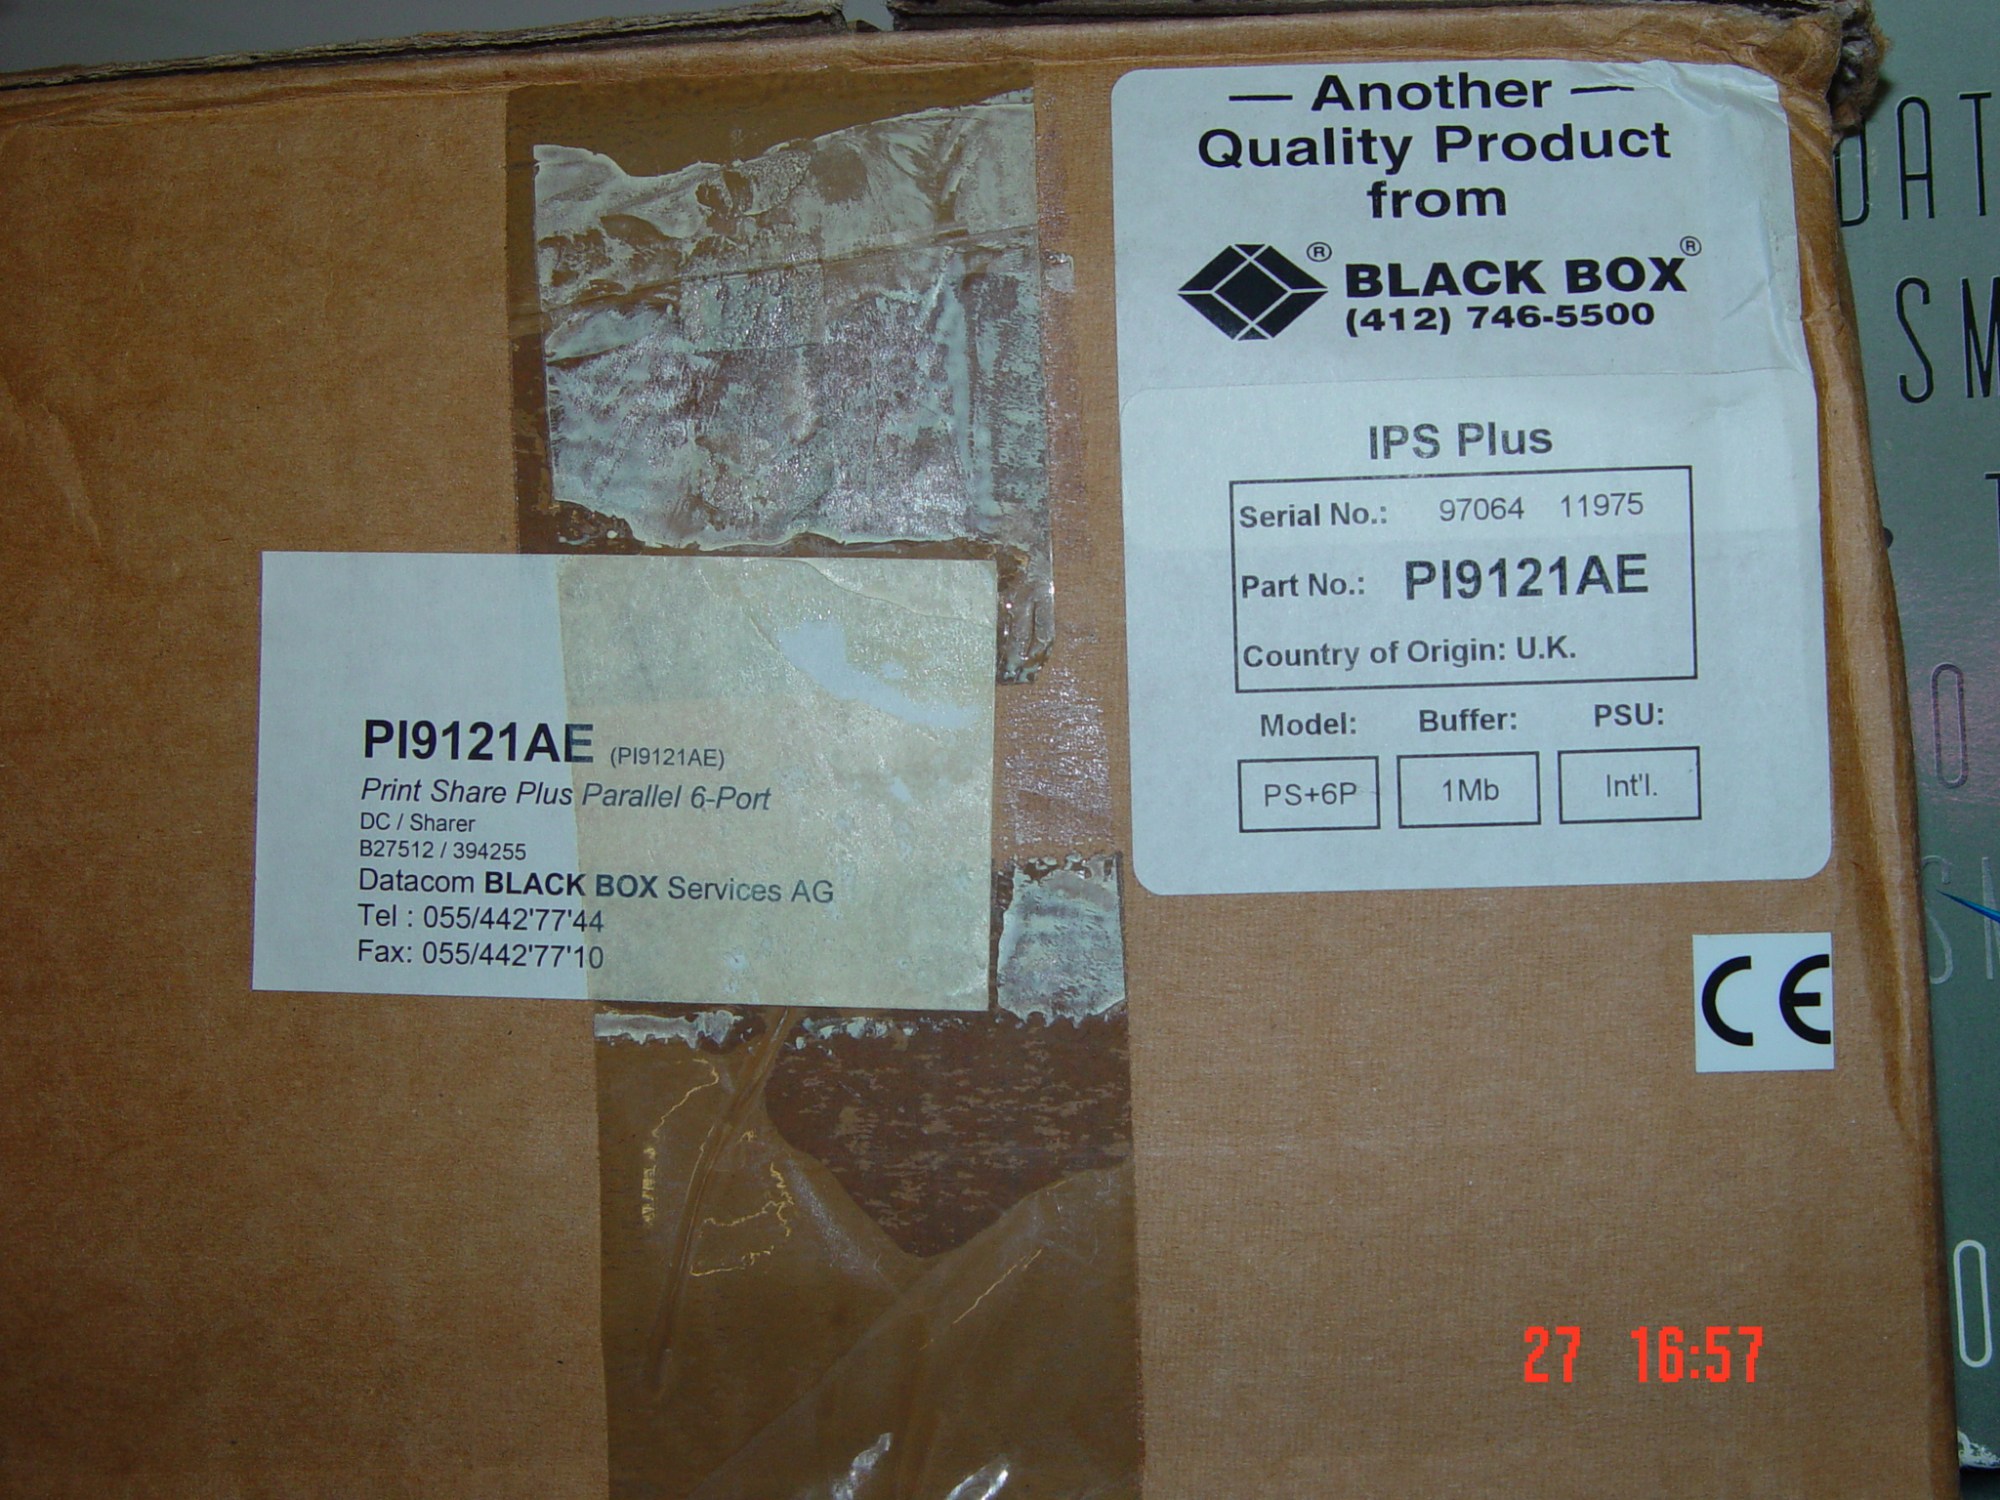 — Another —
Quality Product
from
® BLACK BOX®
(412) 746-5500
IPS Plus
Serial No.: 97064 11975
Part No.: PI9121AE
Country of Origin: U.K.
Model: Buffer: PSU:
PS+6P 1Mb Int'l.
PI9121AE (PI9121AE)
Print Share Plus Parallel 6-Port
DC / Sharer
B27512 / 394255
Datacom BLACK BOX Services AG
Tel : 055/442'77'44
Fax: 055/442'77'10
CE
DAT
SM
27 16:57